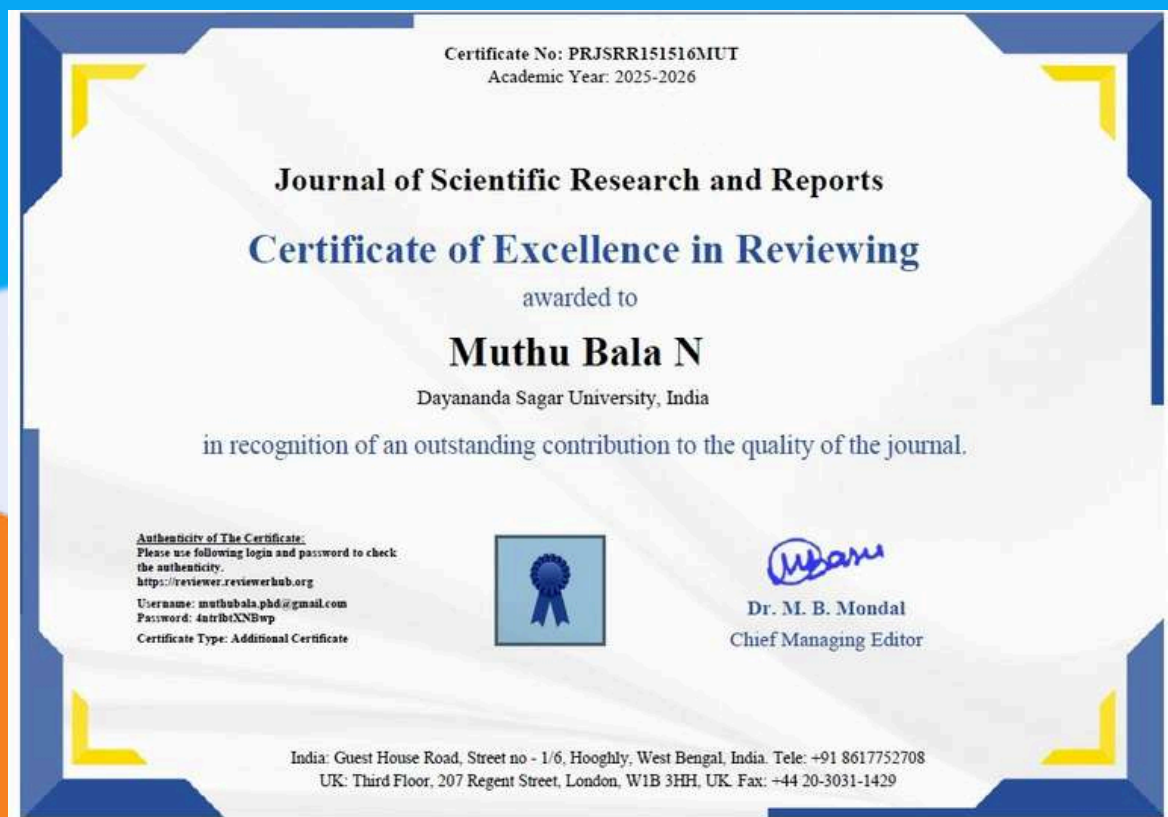 Certificate No: PRJSRR151516MUT
Academic Year: 2025-2026
Journal of Scientific Research and Reports
Certificate of Excellence in Reviewing
awarded to
Muthu Bala N
Dayananda Sagar University, India
in recognition of an outstanding contribution to the quality of the journal.
Authenticity of The Certificate:
Please use following login and password to check
the authenticity.
https://reviewer.reviewerhub.org
Username: muthubala.phd@gmail.com
Password: 4ntrlbtXNBwp
Certificate Type: Additional Certificate
Dr. M. B. Mondal
Chief Managing Editor
India: Guest House Road, Street no - 1/6, Hooghly, West Bengal, India. Tele: +91 8617752708
UK: Third Floor, 207 Regent Street, London, W1B 3HH, UK. Fax: +44 20-3031-1429